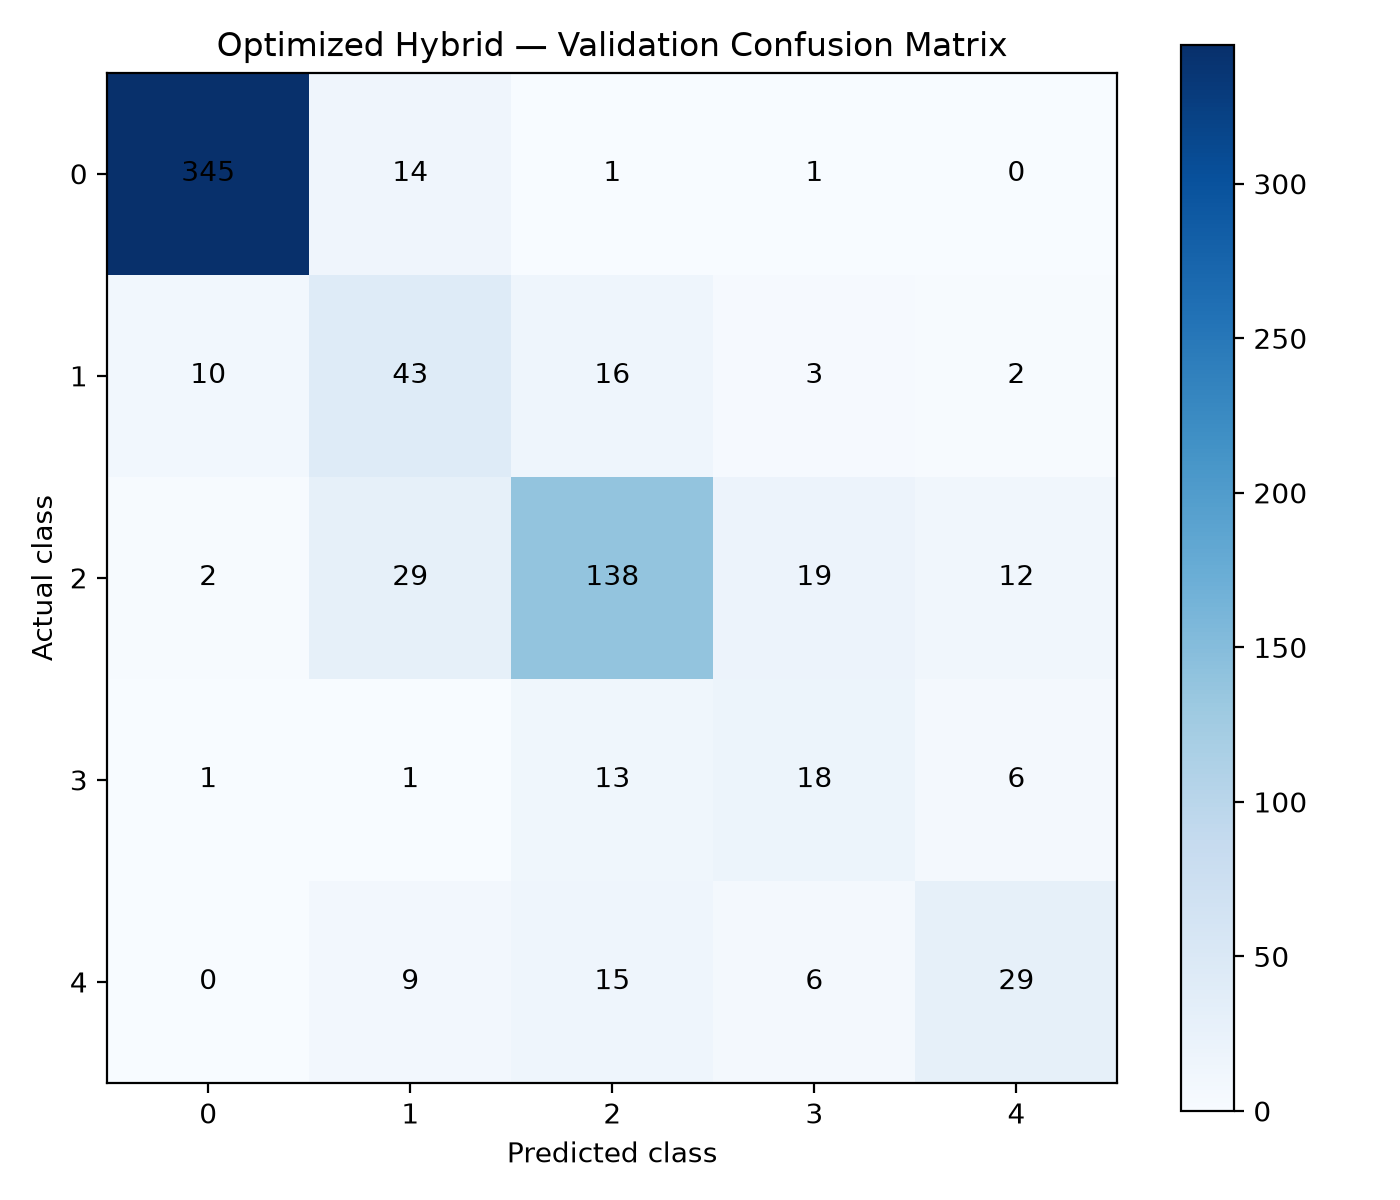 Optimized Hybrid — Validation Confusion Matrix
0 345 14 1 1 0
1 10 43 16 3 2
2 2 29 138 19 12
3 1 1 13 18 6
4 0 9 15 6 29
0 1 2 3 4
Predicted class
Actual class
300
250
200
150
100
50
0